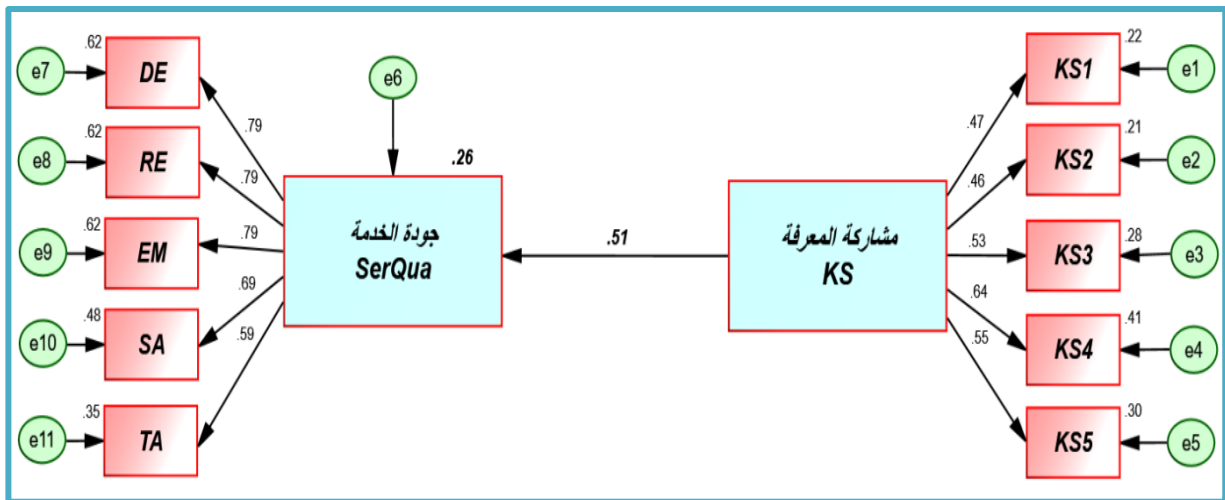 e7
.62
DE
.79
e8
.62
RE
.79
e9
.62
EM
.79
e10
.48
SA
.69
e11
.35
TA
.59
e6
.26
جودة الخدمة
SerQua
.51
مشاركة المعرفة
KS
.47
KS1
.22
e1
.46
KS2
.21
e2
.53
KS3
.28
e3
.64
KS4
.41
e4
.55
KS5
.30
e5